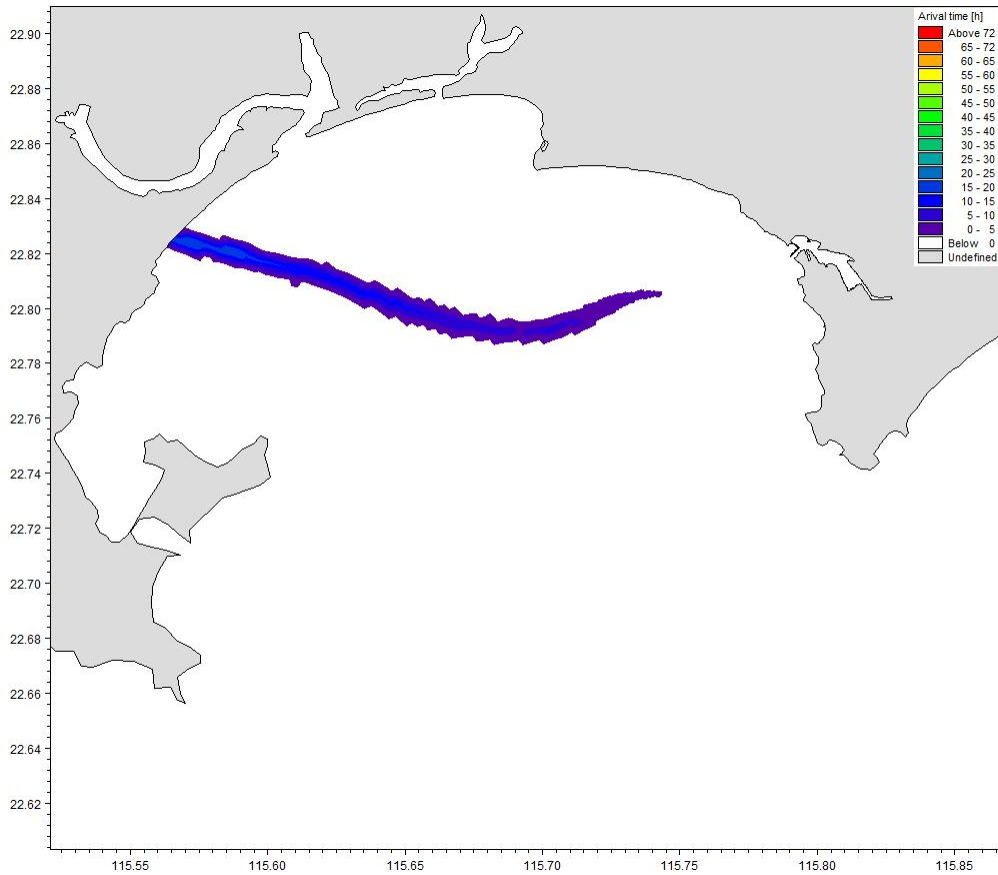 Arival time [h]
Above 72
65 - 72
60 - 65
55 - 60
50 - 55
45 - 50
40 - 45
35 - 40
30 - 35
25 - 30
20 - 25
15 - 20
10 - 15
5 - 10
0 - 5
Below 0
Undefined
22.90
22.88
22.86
22.84
22.82
22.80
22.78
22.76
22.74
22.72
22.70
22.68
22.66
22.64
22.62
115.55 115.60 115.65 115.70 115.75 115.80 115.85